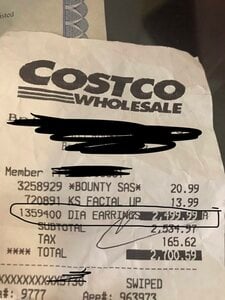 COSTCO
WHOLESALE
Member
3258929 *BOUNTY SAS* 20.99
720891 KS FACIAL UP 13.99
1359400 DIA EARRINGS 2,499.99 A
SUBTOTAL 2,534.97
TAX 165.62
**** TOTAL 2,700.59
SWIPED
#: 9777 App#: 963973